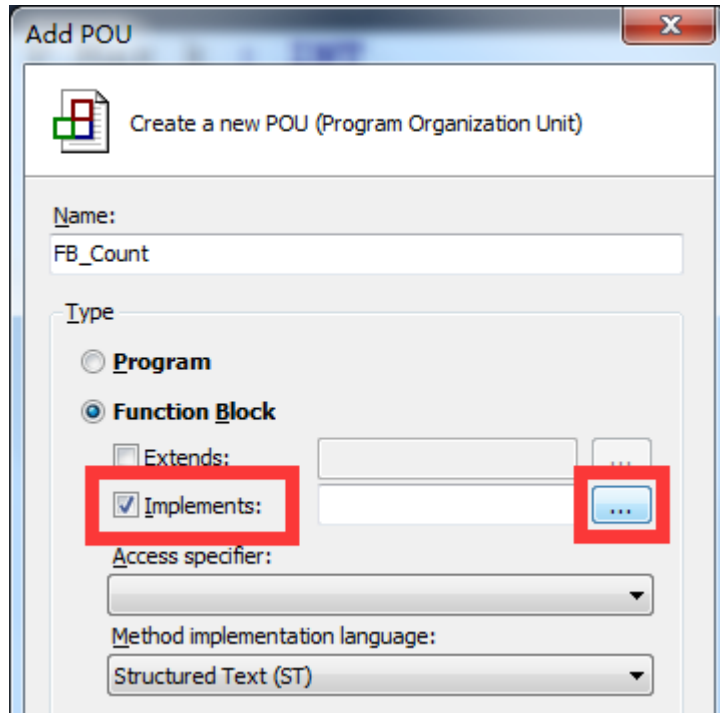 Add POU
Create a new POU (Program Organization Unit)
Name:
FB_Count
Type
Program
Function Block
Extends:
...
Implements:
...
Access specifier:
Method implementation language:
Structured Text (ST)